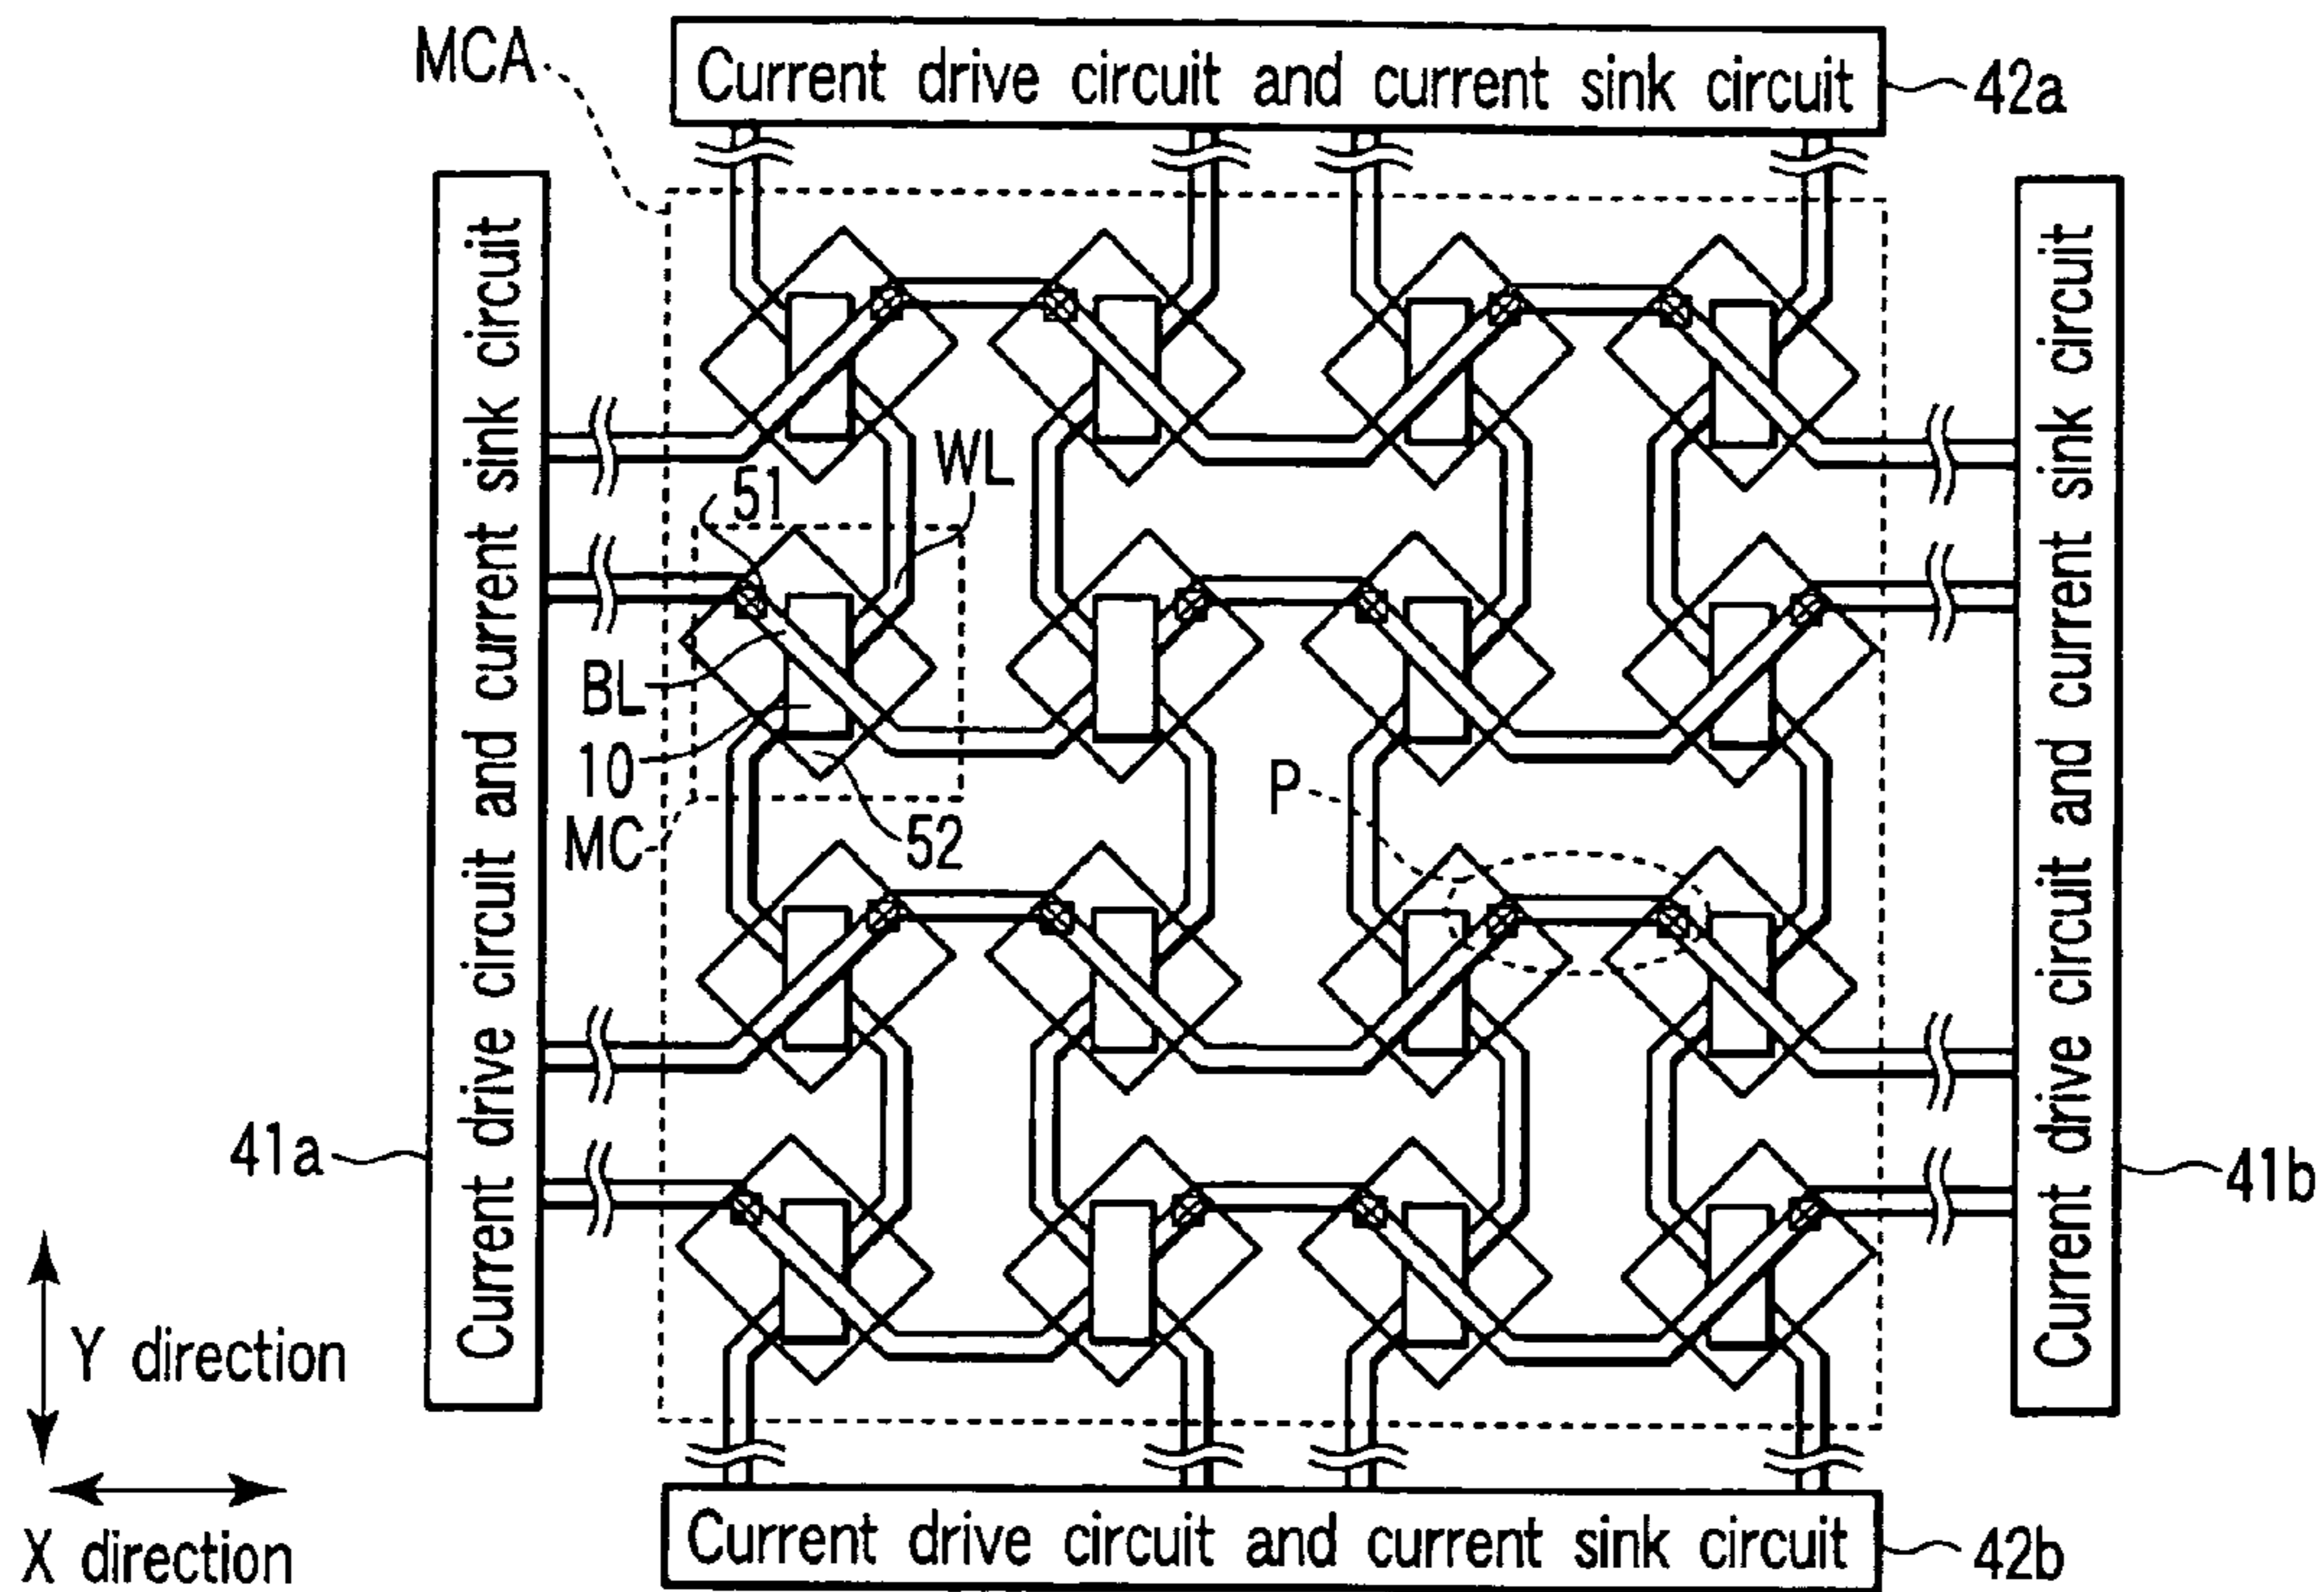 MCA
Current drive circuit and current sink circuit
42a
Current drive circuit and current sink circuit
Current drive circuit and current sink circuit
WL
51
BL
10
MC
52
P
41a
41b
Y direction
X direction
Current drive circuit and current sink circuit
42b